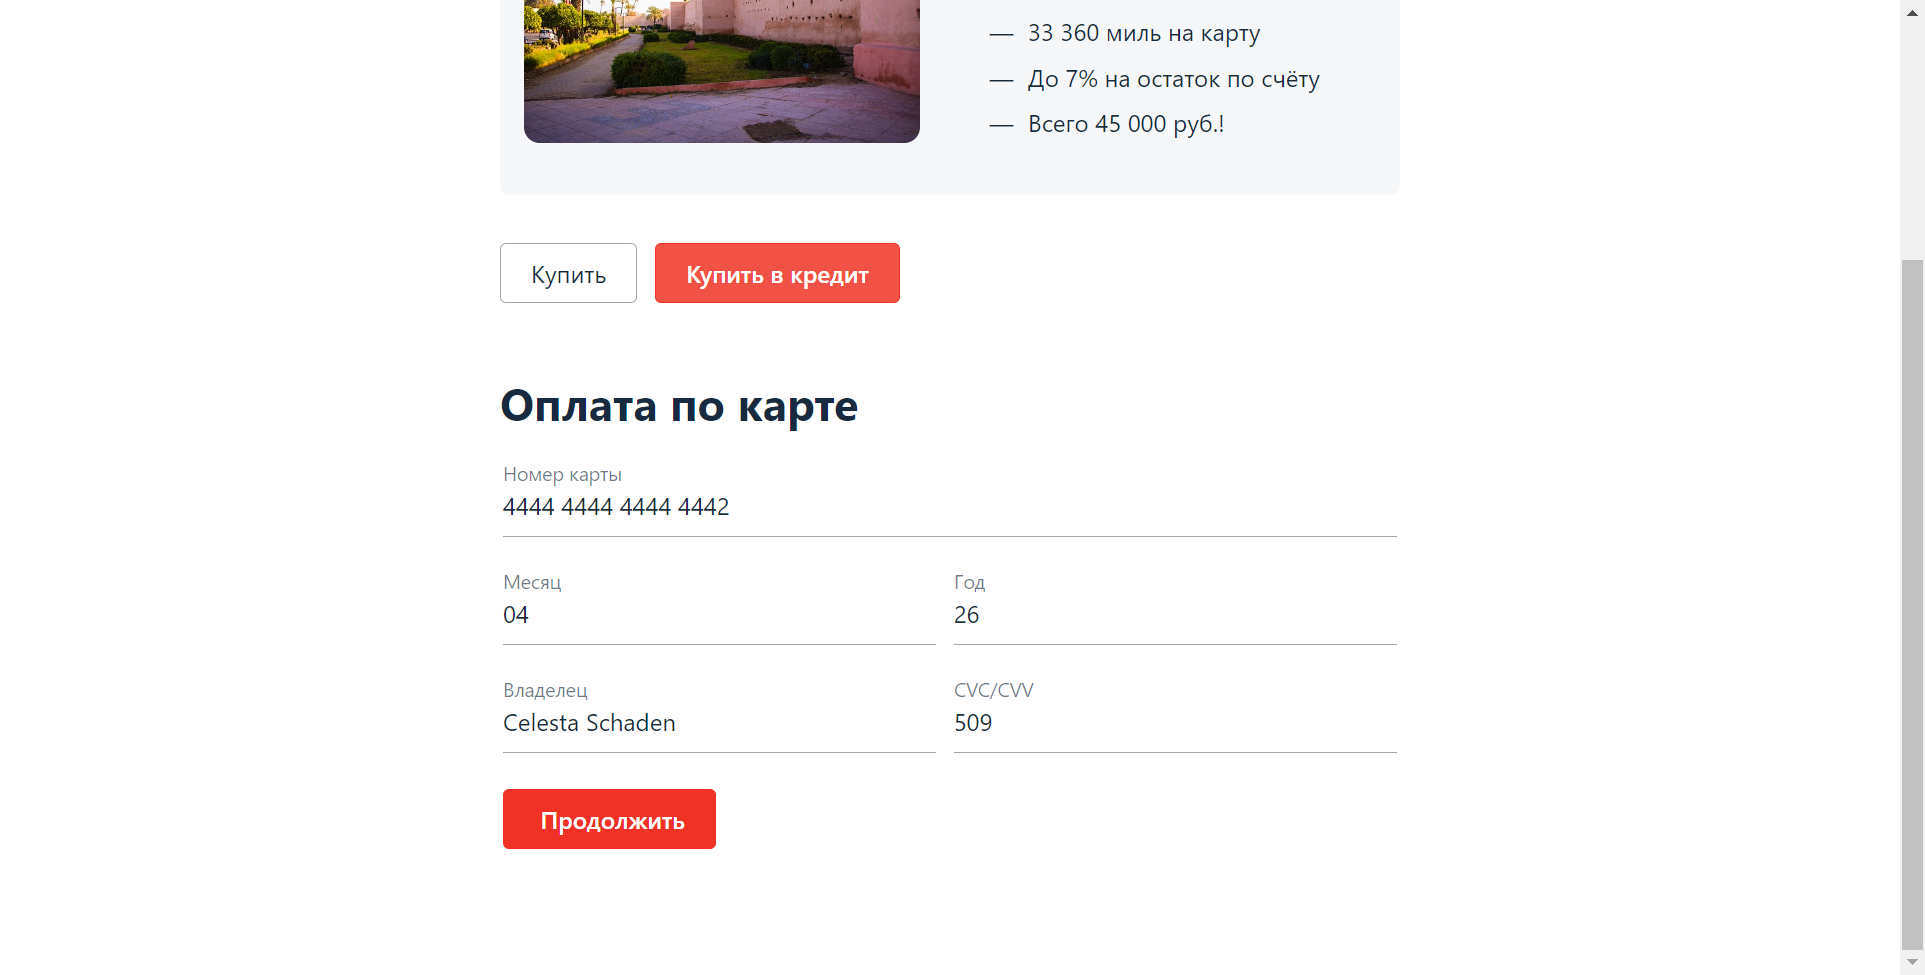 — 33 360 миль на карту
— До 7% на остаток по счёту
— Всего 45 000 руб.!
Купить
Купить в кредит
Оплата по карте
Номер карты
4444 4444 4444 4442
Месяц
Год
04
26
Владелец
CVC/CVV
Celesta Schaden
509
Продолжить